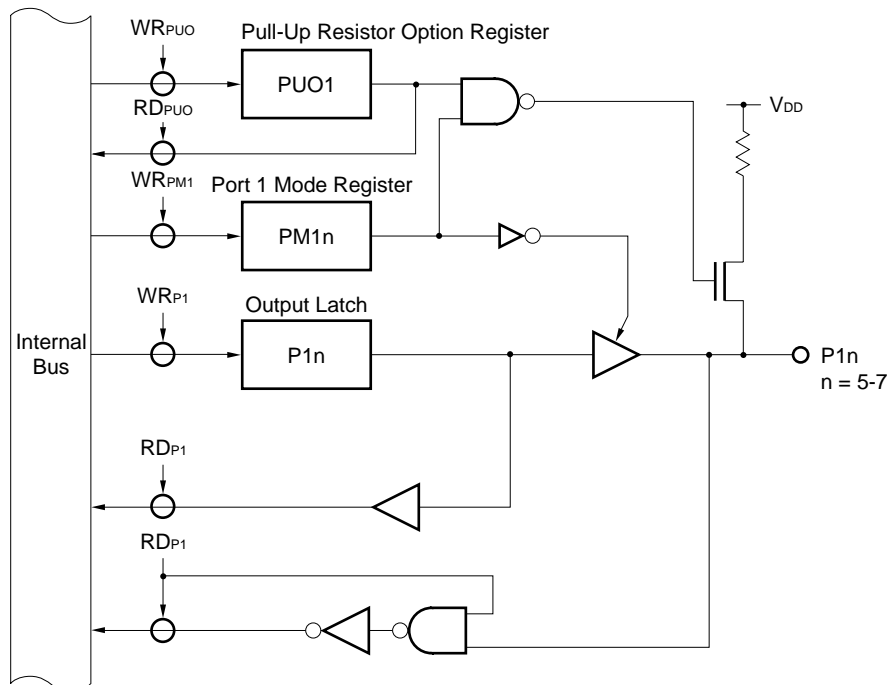 WRPUO
Pull-Up Resistor Option Register
PUO1
RDPUO
VDD
WRPM1
Port 1 Mode Register
PM1n
WRP1
Output Latch
Internal
Bus
P1n
P1n
n = 5-7
RDP1
RDP1